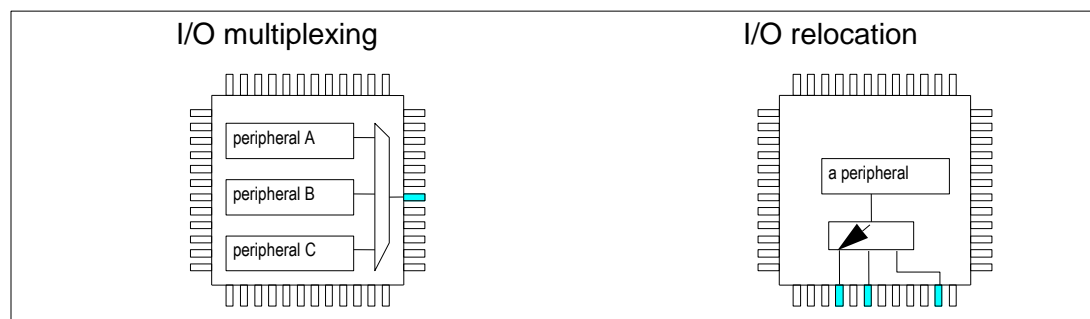 I/O multiplexing
peripheral A
peripheral B
peripheral C
I/O relocation
a peripheral